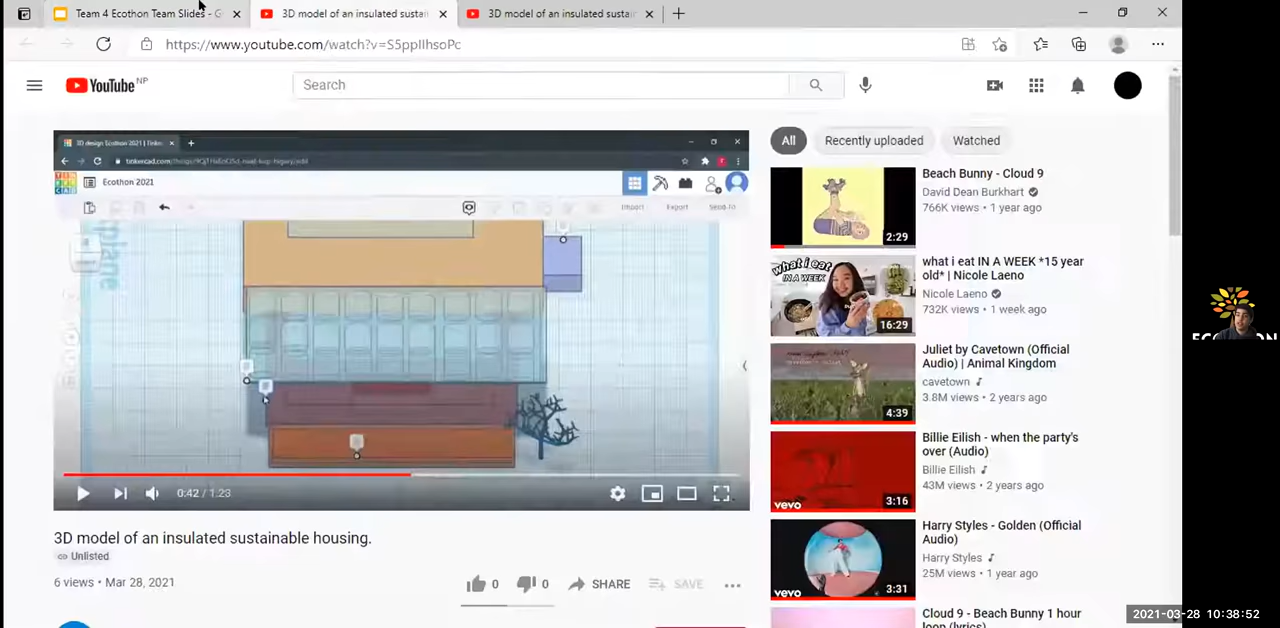 Team 4 Ecothon Team Slides - G
3D model of an insulated sustai
3D model of an insulated sustai
https://www.youtube.com/watch?v=S5ppIIhsoPc
YouTube NP
Search
3D design Ecothon 2021 | Tinker
Ecothon 2021
Import
Export
Send To
0:42 / 1:23
3D model of an insulated sustainable housing.
Unlisted
6 views • Mar 28, 2021
0
0
SHARE
SAVE
All
Recently uploaded
Watched
2:29
Beach Bunny - Cloud 9
David Dean Burkhart
766K views • 1 year ago
what i eat
IN A WEEK
16:29
what i eat IN A WEEK *15 year
old* | Nicole Laeno
Nicole Laeno
732K views • 1 week ago
4:39
Juliet by Cavetown (Official
Audio) | Animal Kingdom
cavetown
3.8M views • 2 years ago
vevo
3:16
Billie Eilish - when the party's
over (Audio)
Billie Eilish
43M views • 2 years ago
vevo
3:31
Harry Styles - Golden (Official
Audio)
Harry Styles
25M views • 1 year ago
Cloud 9 - Beach Bunny 1 hour
loop (lyrics)
2021-03-28 10:38:52